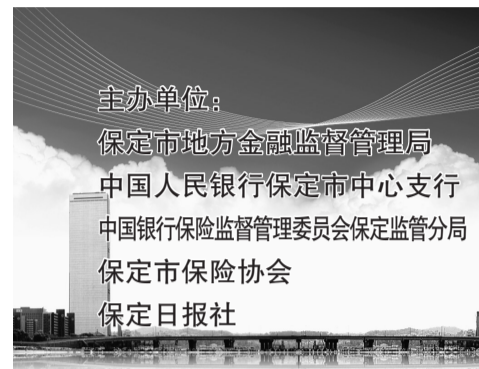 主办单位：
保定市地方金融监督管理局
中国人民银行保定市中心支行
中国银行保险监督管理委员会保定监管分局
保定市保险协会
保定日报社